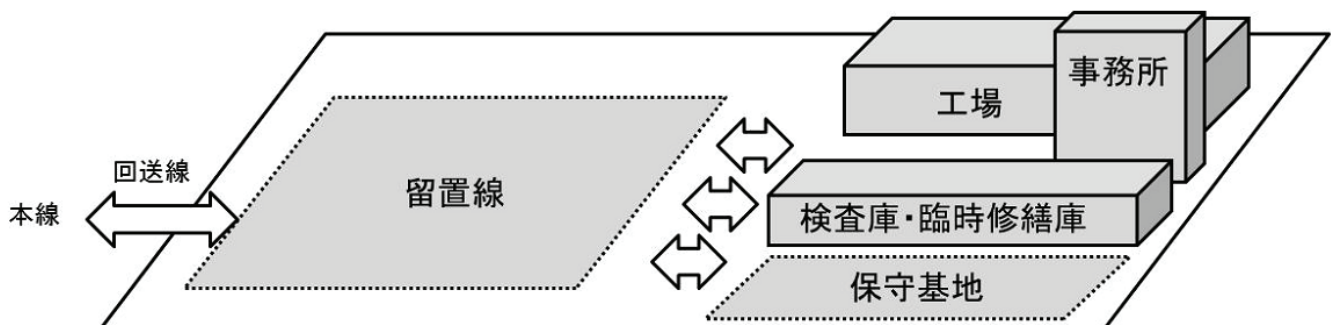 事務所
工場
回送線
本線
留置線
検査庫・臨時修繕庫
保守基地